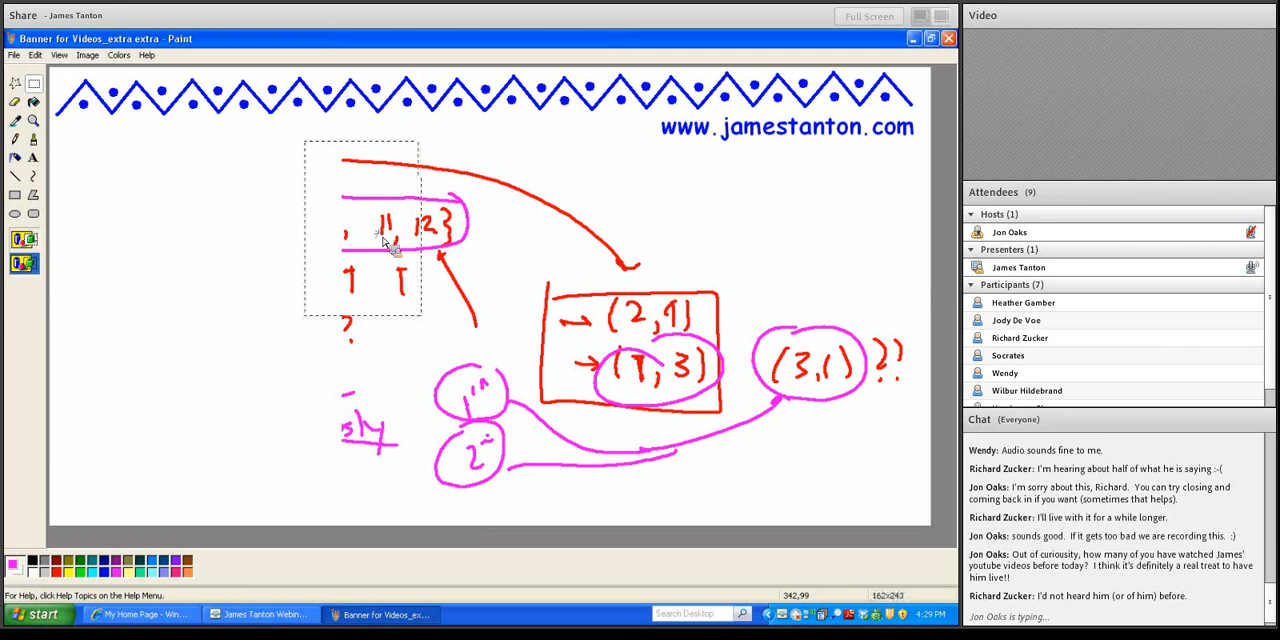 Share - James Tanton
Full Screen
Banner for Videos_extra extra - Paint
File Edit View Image Colors Help
www.jamestanton.com
, 11, 12}
?
(2,9)
(9,3)
(3,1) ??
1st
2
For Help, click Help Topics on the Help Menu.
342,99
162x243
start
My Home Page - Win...
James Tanton Webin...
Banner for Videos_ex...
Search Desktop
4:29 PM
Video
Attendees (9)
Hosts (1)
Jon Oaks
Presenters (1)
James Tanton
Participants (7)
Heather Gamber
Jody De Voe
Richard Zucker
Socrates
Wendy
Wilbur Hildebrand
Chat (Everyone)
Wendy: Audio sounds fine to me.
Richard Zucker: I'm hearing about half of what he is saying :-(
Jon Oaks: I'm sorry about this, Richard. You can try closing and
coming back in if you want (sometimes that helps).
Richard Zucker: I'll live with it for a while longer.
Jon Oaks: sounds good. If it gets too bad we are recording this. :)
Jon Oaks: Out of curiosity, how many of you have watched James'
youtube videos before today? I think it's definitely a real treat to have
him live!!
Richard Zucker: I'd not heard him (or of him) before.
Jon Oaks is typing...